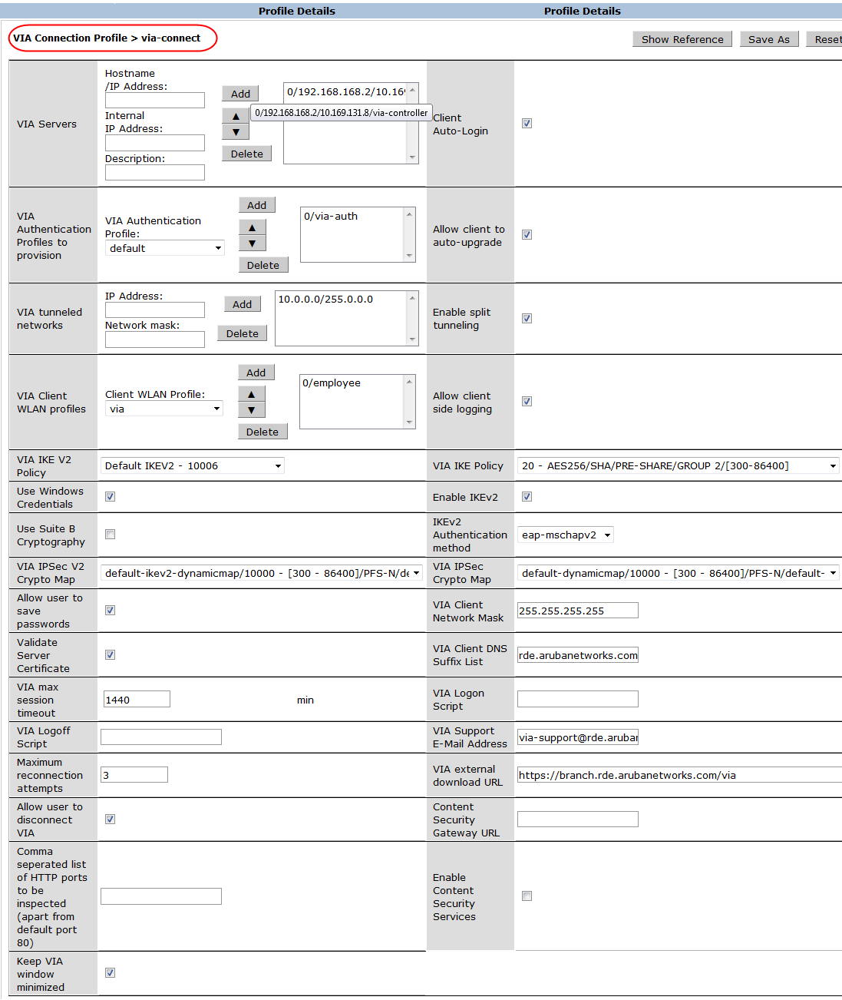 Profile Details
Profile Details
VIA Connection Profile > via-connect
Show Reference
Save As
Reset
VIA Servers
Hostname
/IP Address:
Internal
IP Address:
Description:
Add
▲
▼
Delete
0/192.168.168.2/10.169
0/192.168.168.2/10.169.131.8/via-controller
Client
Auto-Login
VIA
Authentication
Profiles to
provision
VIA Authentication
Profile:
default
Add
▲
▼
Delete
0/via-auth
Allow client to
auto-upgrade
VIA tunneled
networks
IP Address:
Network mask:
Add
Delete
10.0.0.0/255.0.0.0
Enable split
tunneling
VIA Client
WLAN profiles
Client WLAN Profile:
via
Add
▲
▼
Delete
0/employee
Allow client
side logging
VIA IKE V2
Policy
Default IKEV2 - 10006
VIA IKE Policy
20 - AES256/SHA/PRE-SHARE/GROUP 2/[300-86400]
Use Windows
Credentials
Enable IKEv2
Use Suite B
Cryptography
IKEv2
Authentication
method
eap-mschapv2
VIA IPSec V2
Crypto Map
default-ikev2-dynamicmap/10000 - [300 - 86400]/PFS-N/de
VIA IPSec
Crypto Map
default-dynamicmap/10000 - [300 - 86400]/PFS-N/default-
Allow user to
save
passwords
VIA Client
Network Mask
255.255.255.255
Validate
Server
Certificate
VIA Client DNS
Suffix List
rde.arubanetworks.com
VIA max
session
timeout
1440
min
VIA Logon
Script
VIA Logoff
Script
VIA Support
E-Mail Address
via-support@rde.arubar
Maximum
reconnection
attempts
3
VIA external
download URL
https://branch.rde.arubanetworks.com/via
Allow user to
disconnect
VIA
Content
Security
Gateway URL
Comma
seperated list
of HTTP ports
to be
inspected
(apart from
default port
80)
Enable
Content
Security
Services
Keep VIA
window
minimized